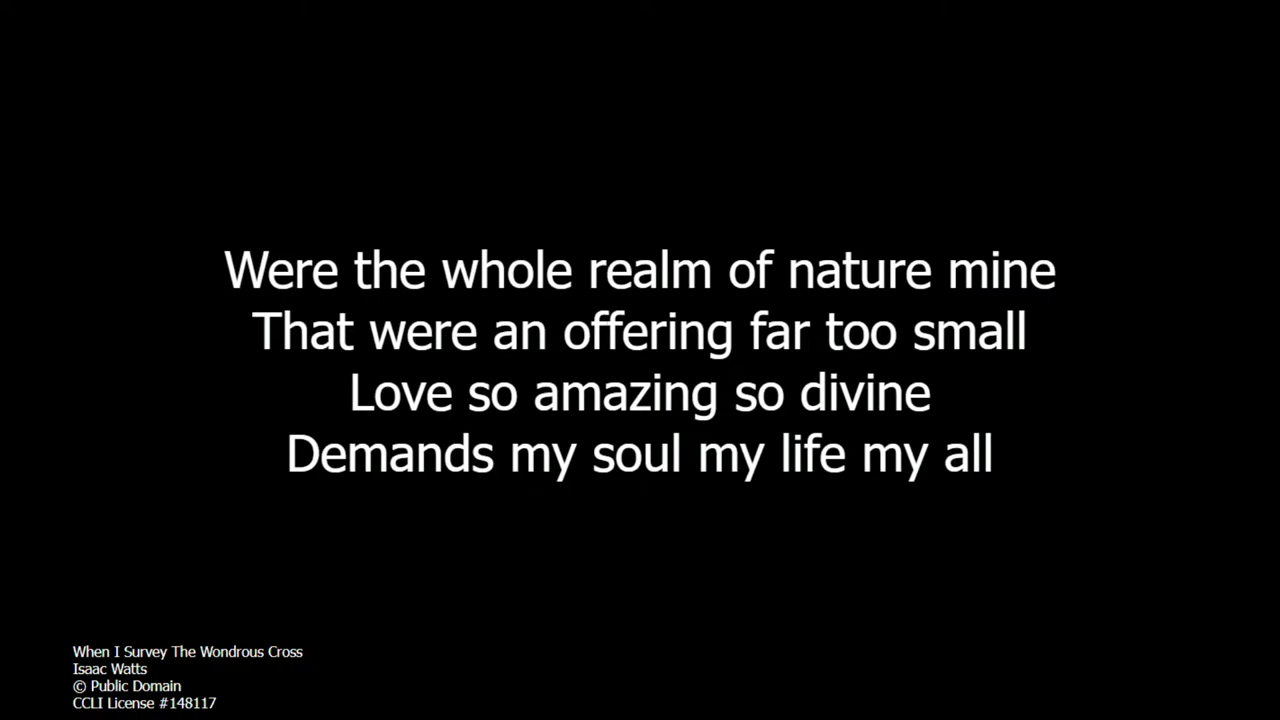 Were the whole realm of nature mine
That were an offering far too small
Love so amazing so divine
Demands my soul my life my all
When I Survey The Wondrous Cross
Isaac Watts
© Public Domain
CCLI License #148117